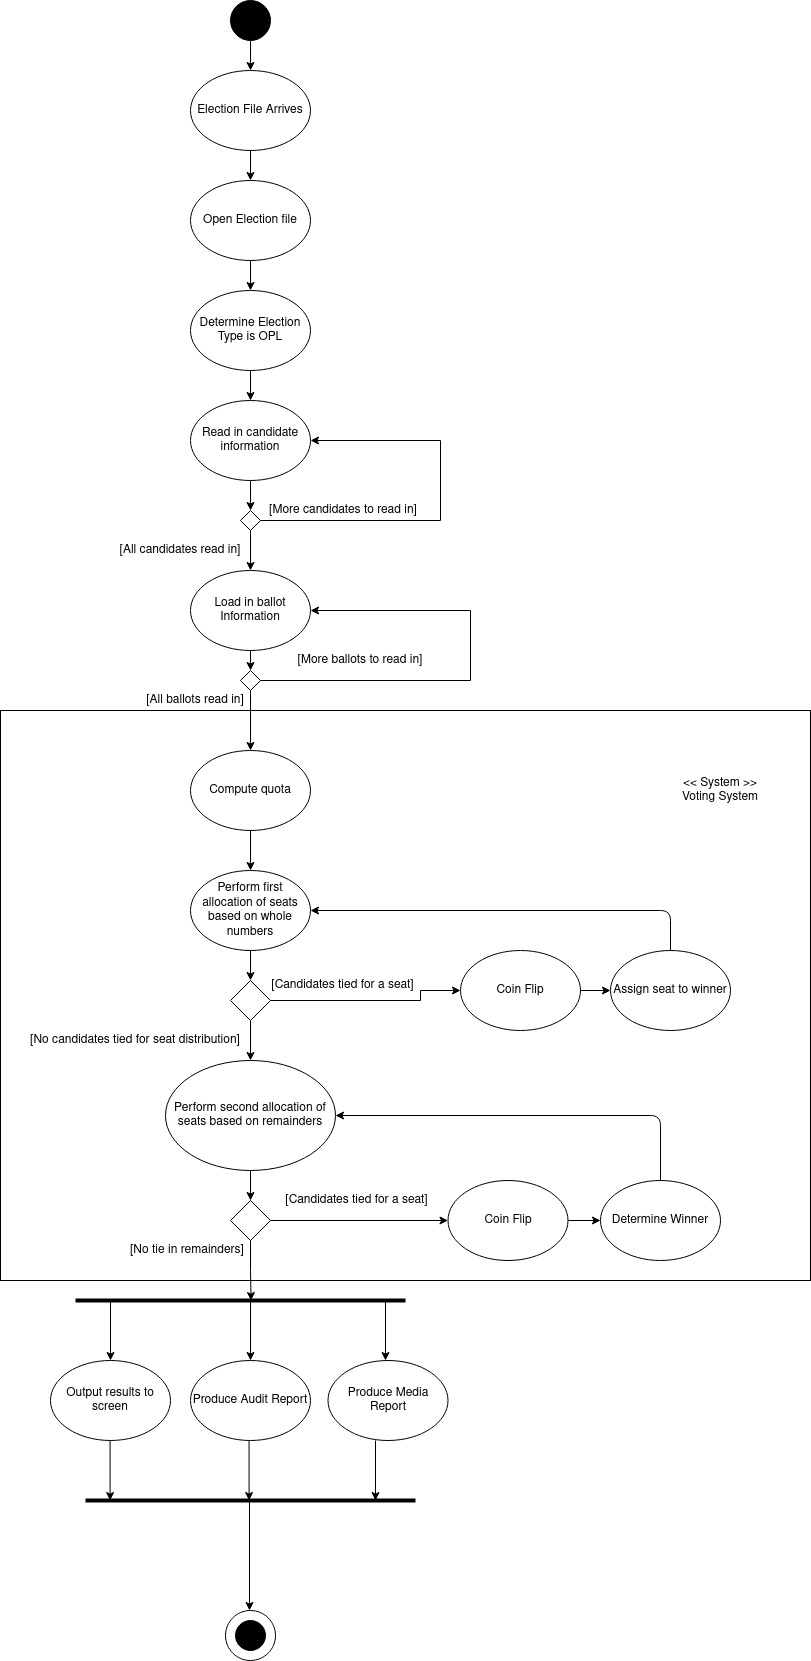 Election File Arrives
Open Election file
Determine Election
Type is OPL
Read in candidate
information
[More candidates to read in]
[All candidates read in]
Load in ballot
Information
[More ballots to read in]
[All ballots read in]
<< System >>
Voting System
Compute quota
Perform first
allocation of seats
based on whole
numbers
[Candidates tied for a seat]
Coin Flip
Assign seat to winner
[No candidates tied for seat distribution]
Perform second allocation of
seats based on remainders
[Candidates tied for a seat]
Coin Flip
Determine Winner
[No tie in remainders]
Output results to
screen
Produce Audit Report
Produce Media
Report